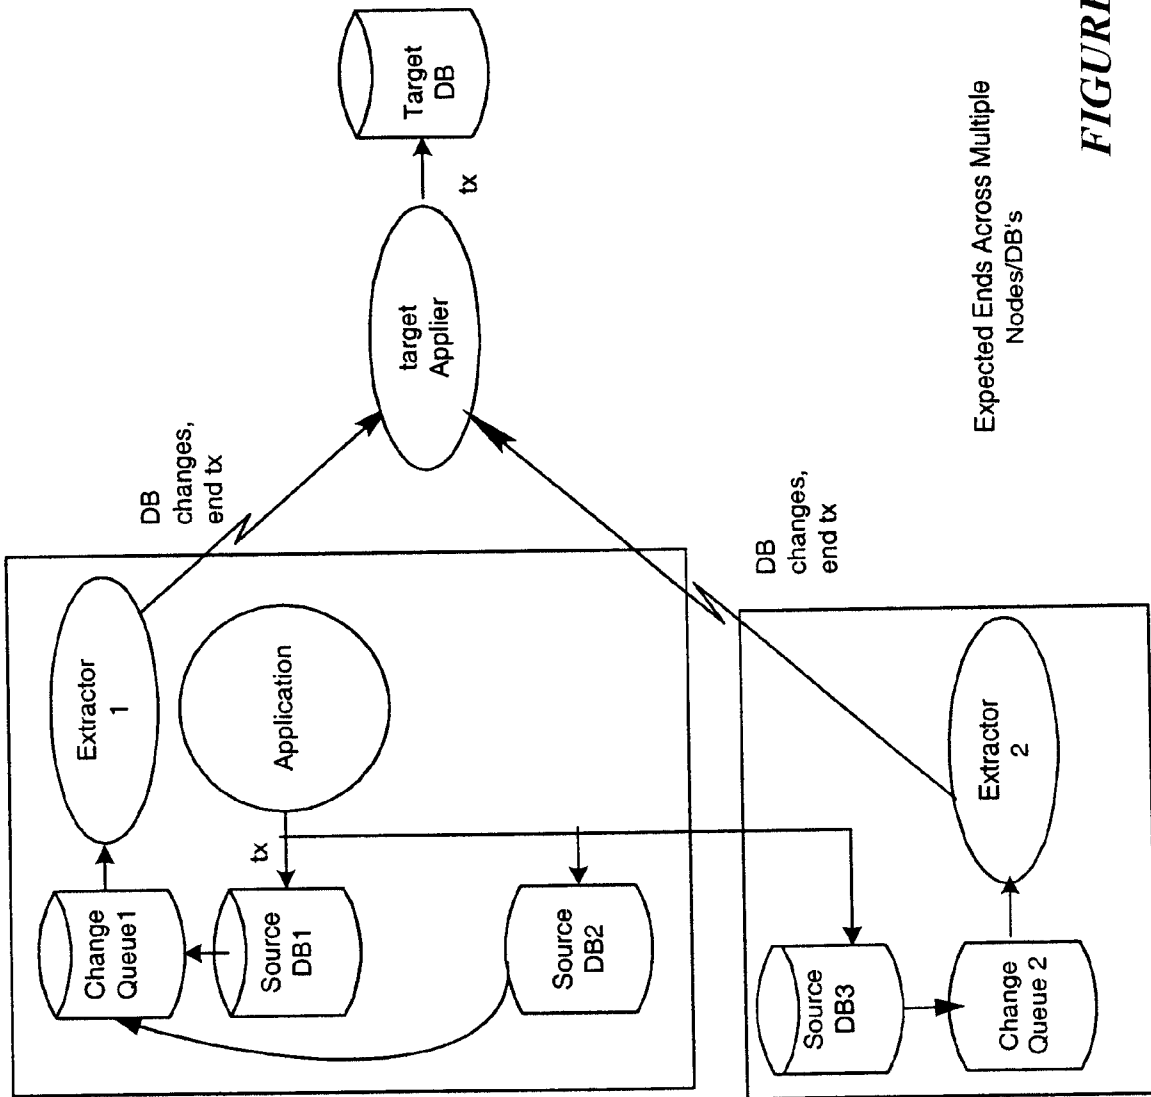 Change
Queue1
Extractor
1
DB
changes,
end tx
tx
Source
DB1
Application
target
Applier
tx
Target
DB
Source
DB2
Source
DB3
Change
Queue 2
Extractor
2
DB
changes,
end tx
Expected Ends Across Multiple
Nodes/DB's
FIGURE